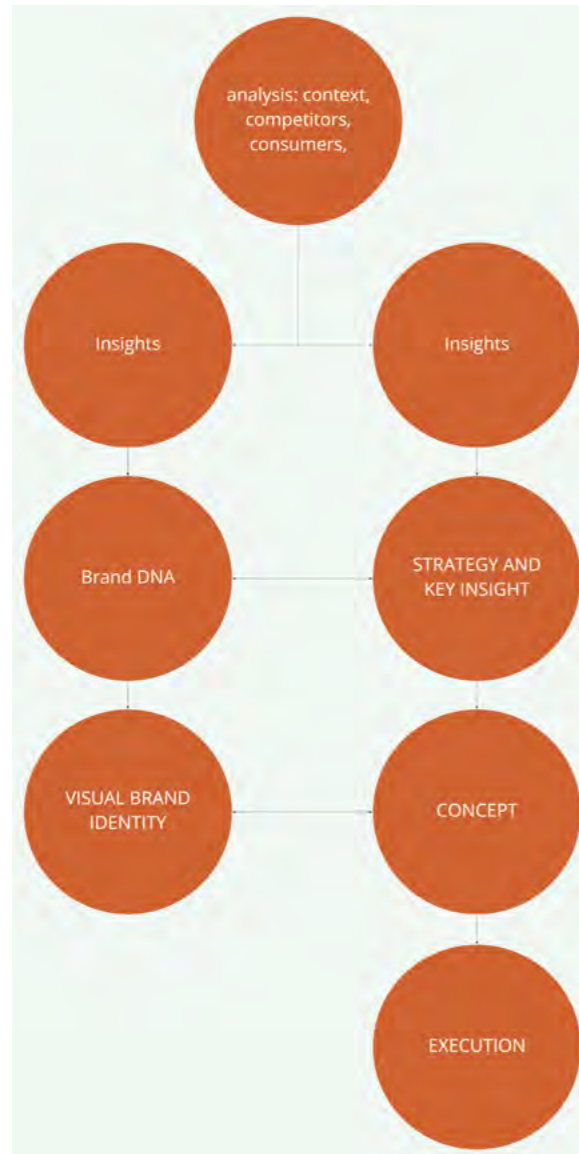 analysis: context,
competitors,
consumers,
Insights
Insights
Brand DNA
STRATEGY AND
KEY INSIGHT
VISUAL BRAND
IDENTITY
CONCEPT
EXECUTION